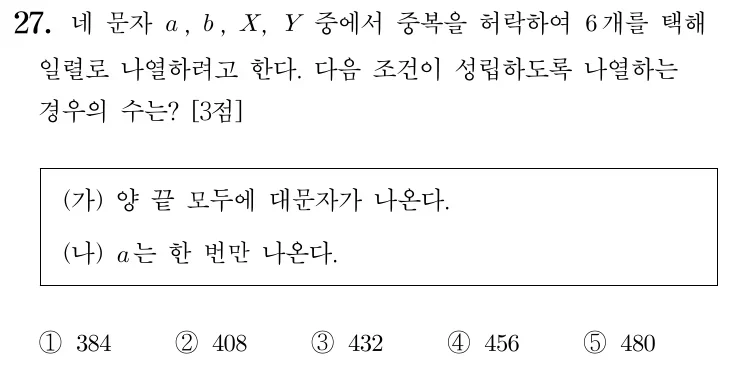 27. 네 문자 a, b, X, Y 중에서 중복을 허락하여 6개를 택해
일렬로 나열하려고 한다. 다음 조건이 성립하도록 나열하는
경우의 수는? [3점]
(가) 양 끝 모두에 대문자가 나온다.
(나) a는 한 번만 나온다.
① 384 ② 408 ③ 432 ④ 456 ⑤ 480